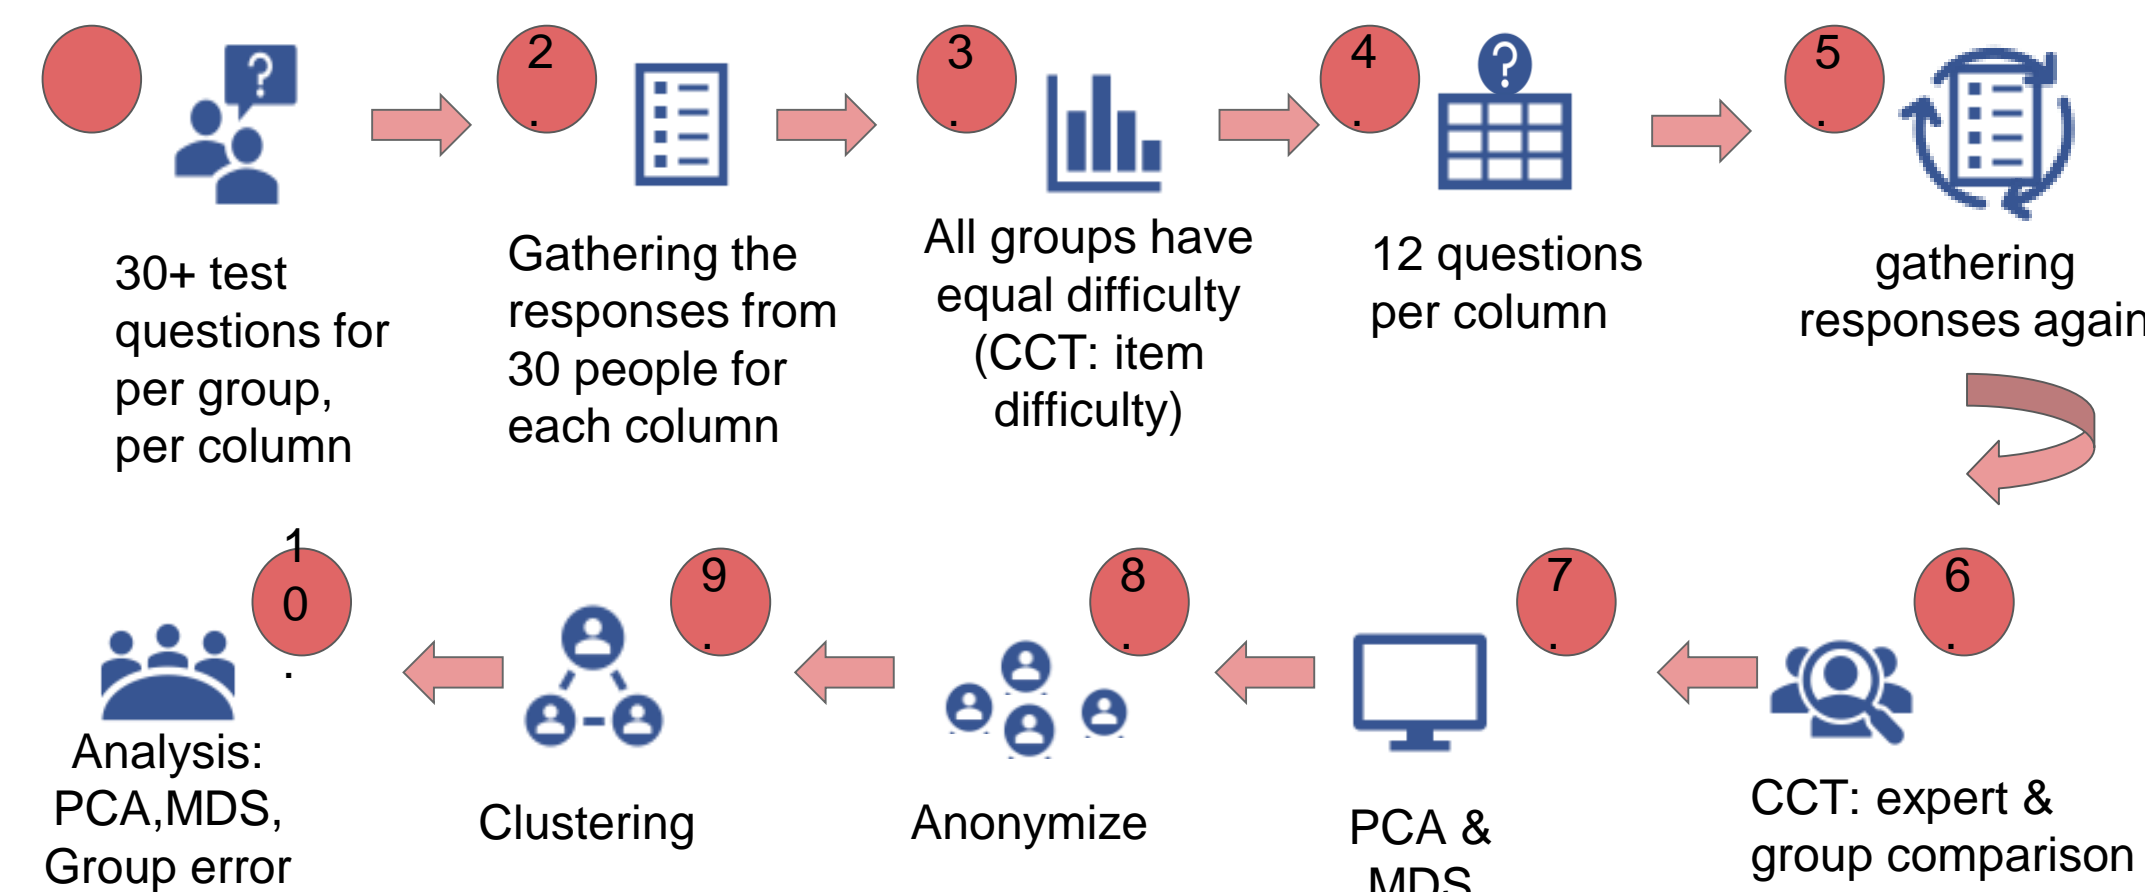 ?
30+ test
questions for
per group,
per column
2
.
Gathering the
responses from
30 people for
each column
3
.
All groups have
equal difficulty
(CCT: item
difficulty)
4
.
?
12 questions
per column
5
.
gathering
responses again
6
.
CCT: expert &
group comparison
7
.
PCA &
MDS
8
.
Anonymize
9
.
Clustering
1
0
.
Analysis:
PCA,MDS,
Group error